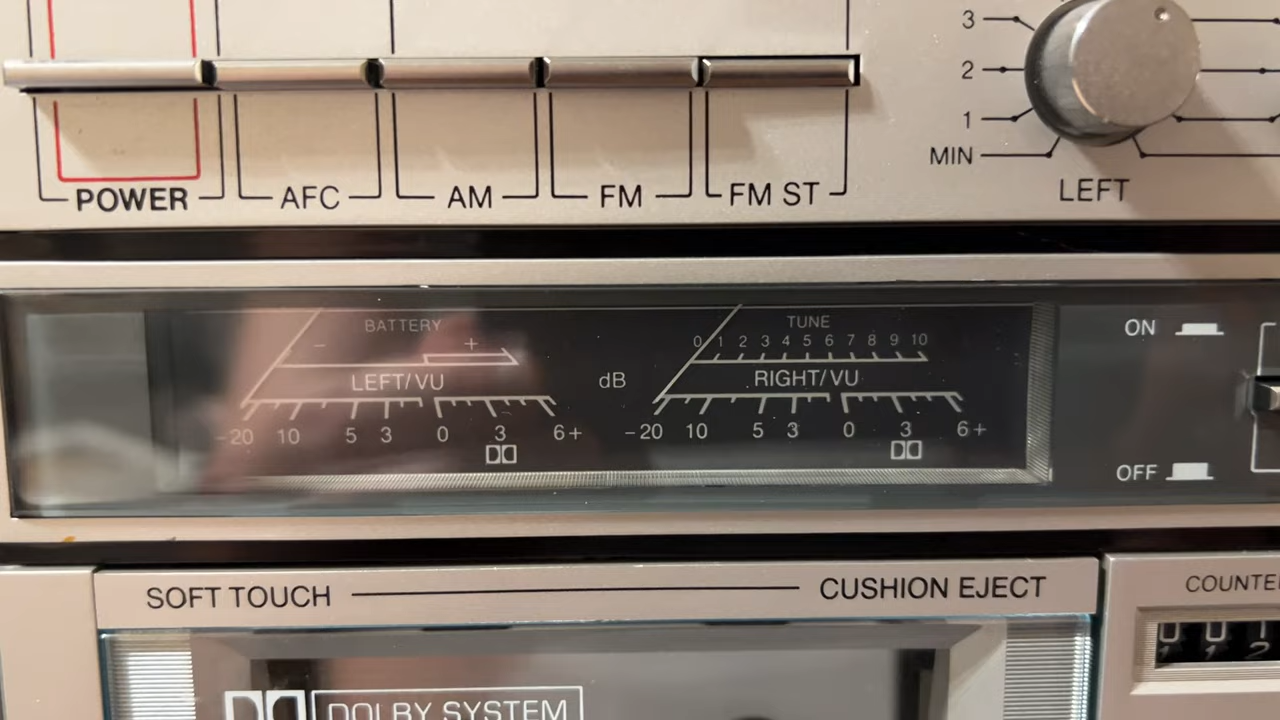 3
2
1
MIN
LEFT
POWER AFC AM FM FM ST
BATTERY
- +
LEFT/VU
-20 10 5 3 0 3 6+
dB
TUNE
0 1 2 3 4 5 6 7 8 9 10
RIGHT/VU
-20 10 5 3 0 3 6+
ON
OFF
SOFT TOUCH CUSHION EJECT
DOLBY SYSTEM